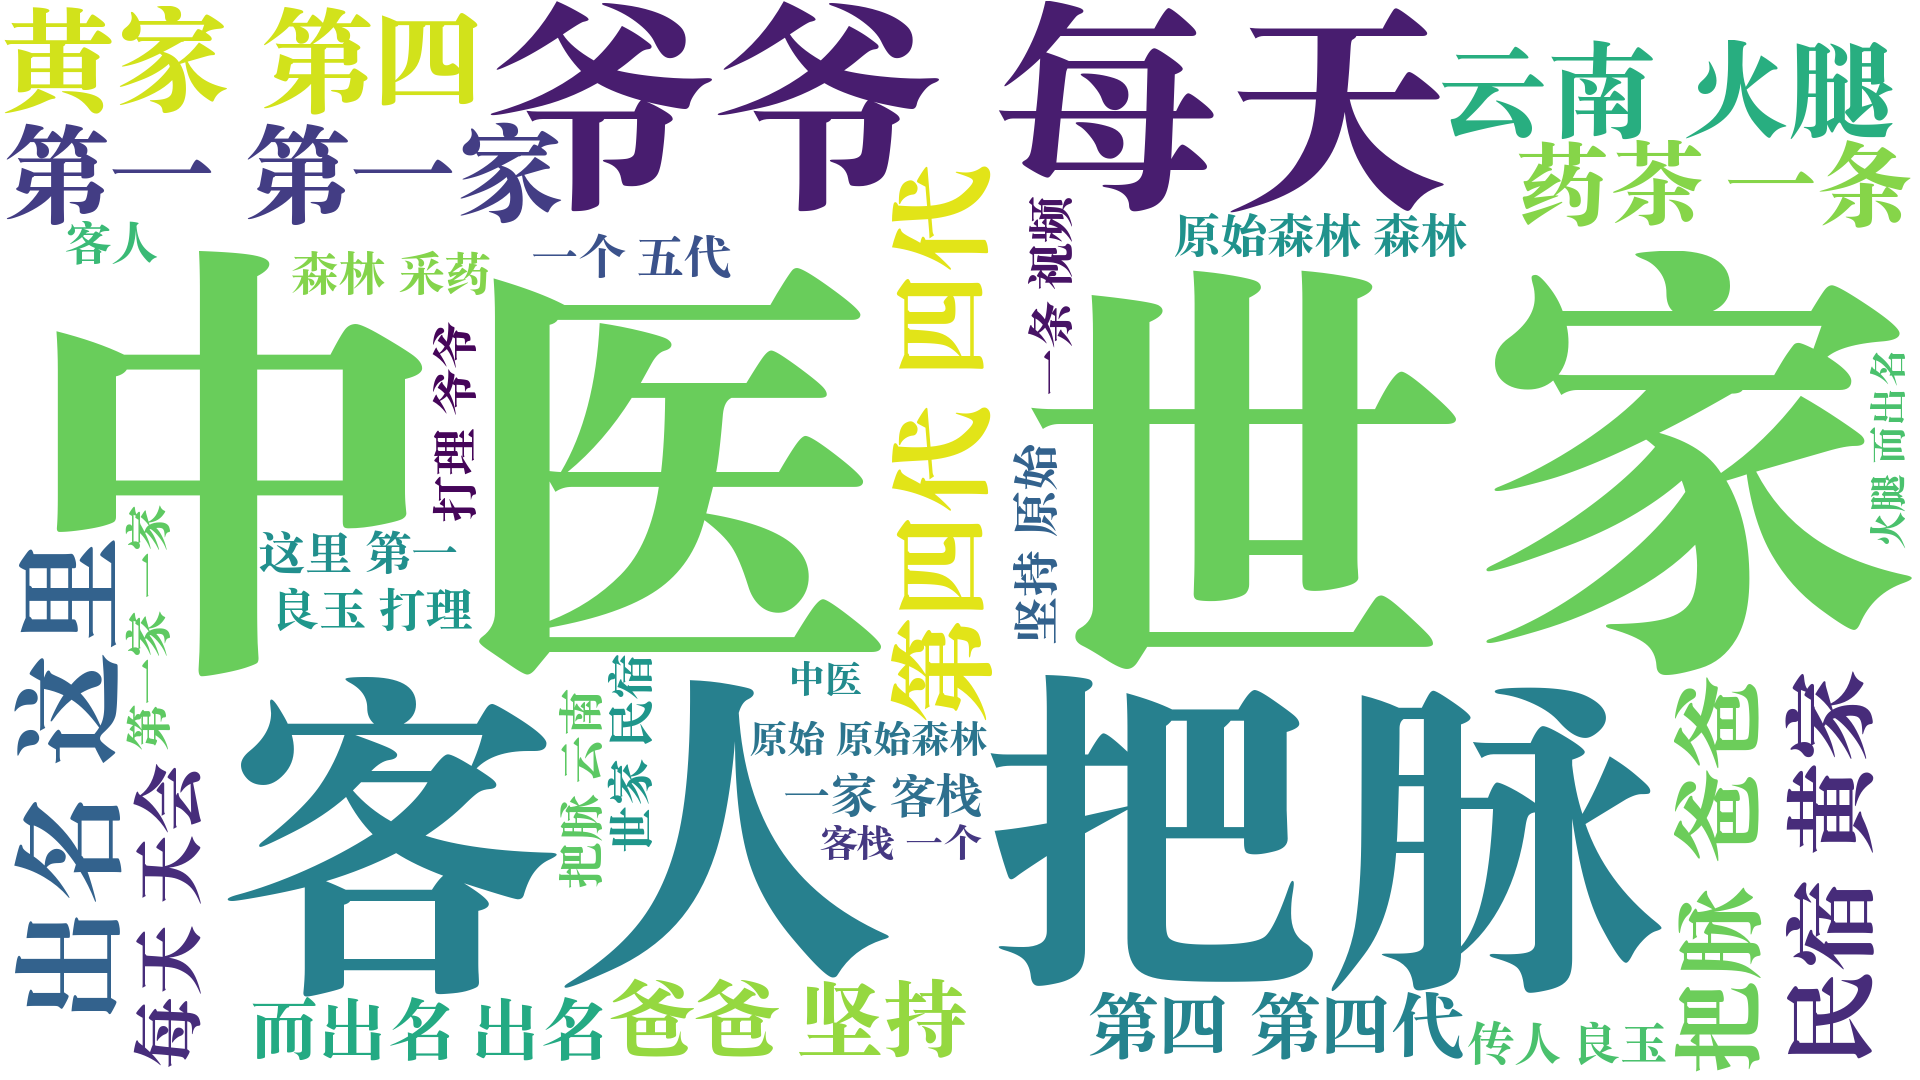 黄家 第四
爷爷 每天
云南 火腿
第一 第一家
药茶 一条
客人
森林 采药
一个 五代
第四代 四代
一条 视频
原始森林 森林
中医 世家
打理 爷爷
火腿 而出名
坚持 原始
第一家 一家
这里 第一
良玉 打理
出名 这里
客人 把脉
中医
把脉 云南
世家 民宿
原始 原始森林
一家 客栈
客栈 一个
把脉 爸爸
民宿 黄家
每天 天会
而出名 出名
爸爸 坚持
第四 第四代
传人 良玉